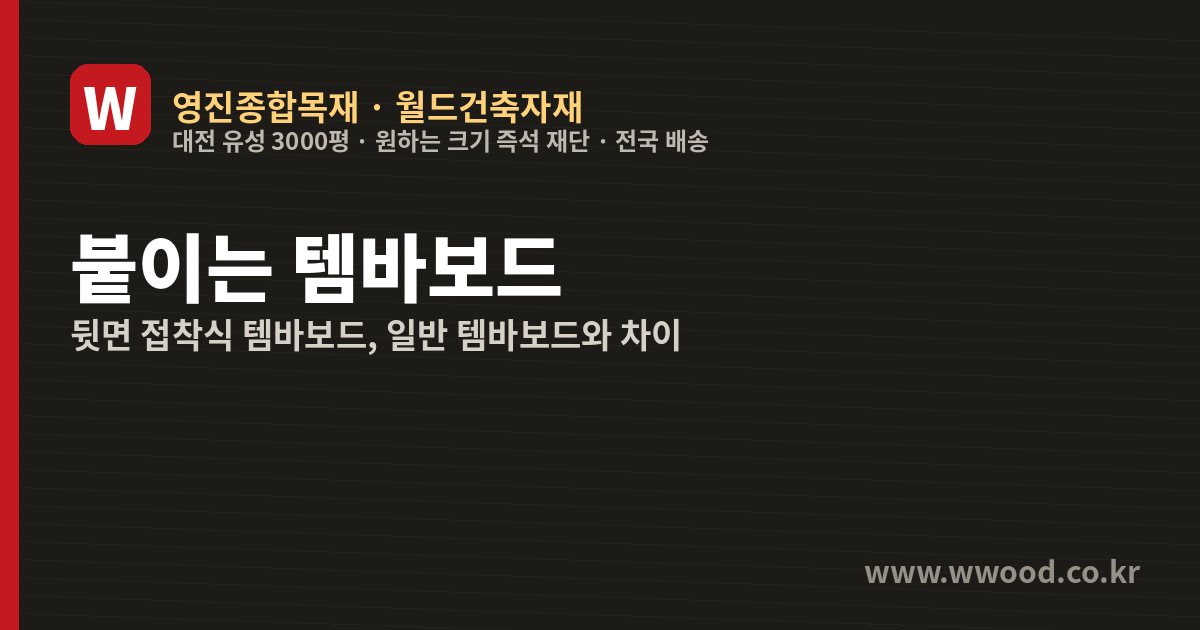 W
영진종합목재 · 월드건축자재
대전 유성 3000평 · 원하는 크기 즉석 재단 · 전국 배송
붙이는 템바보드
뒷면 접착식 템바보드, 일반 템바보드와 차이
www.wwood.co.kr